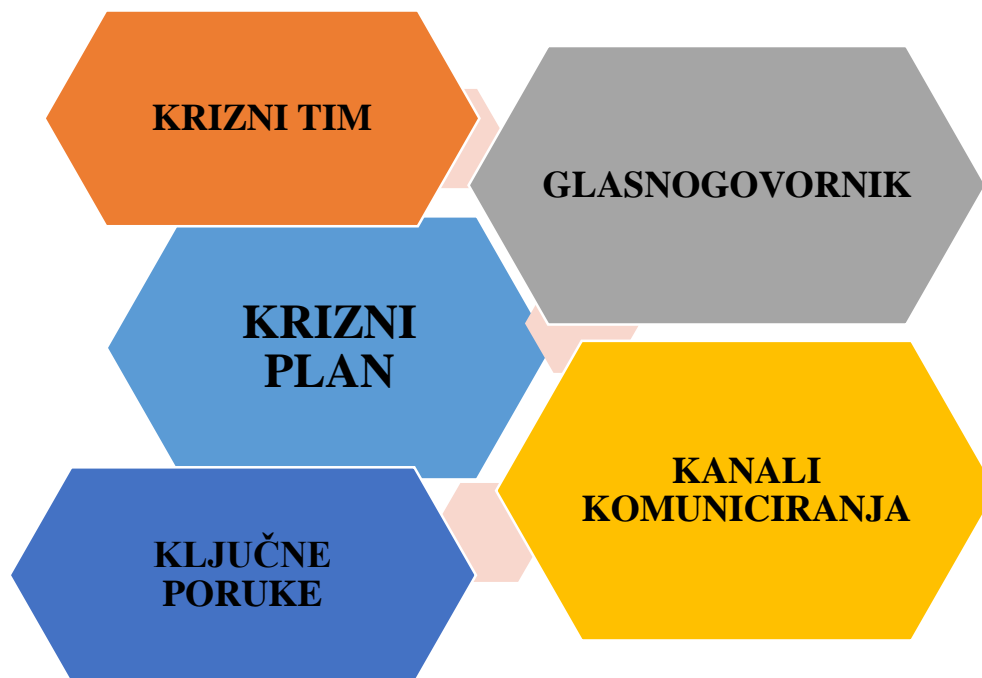 KRIZNI TIM
GLASNOGOVORNIK
KRIZNI
PLAN
KANALI
KOMUNICIRANJA
KLJUČNE
PORUKE